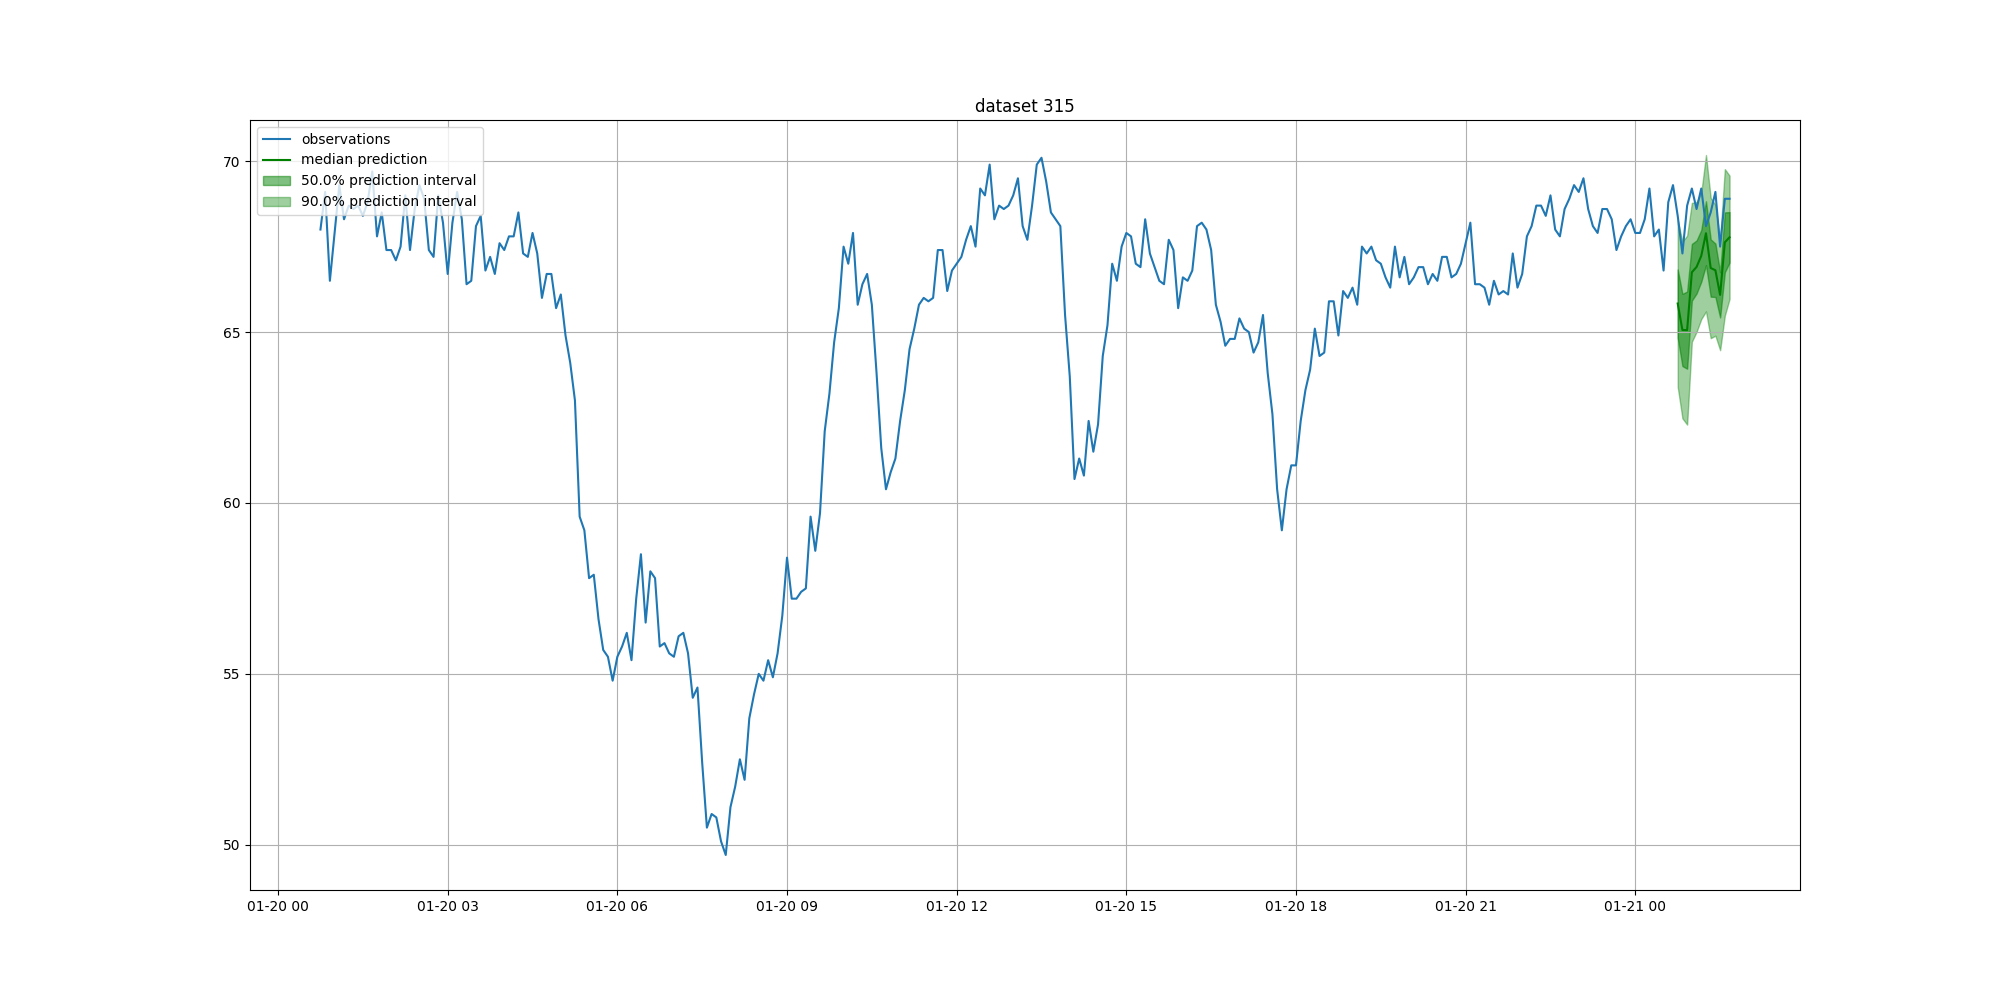 dataset 315
observations
median prediction
50.0% prediction interval
90.0% prediction interval
70
65
60
55
50
01-20 00
01-20 03
01-20 06
01-20 09
01-20 12
01-20 15
01-20 18
01-20 21
01-21 00